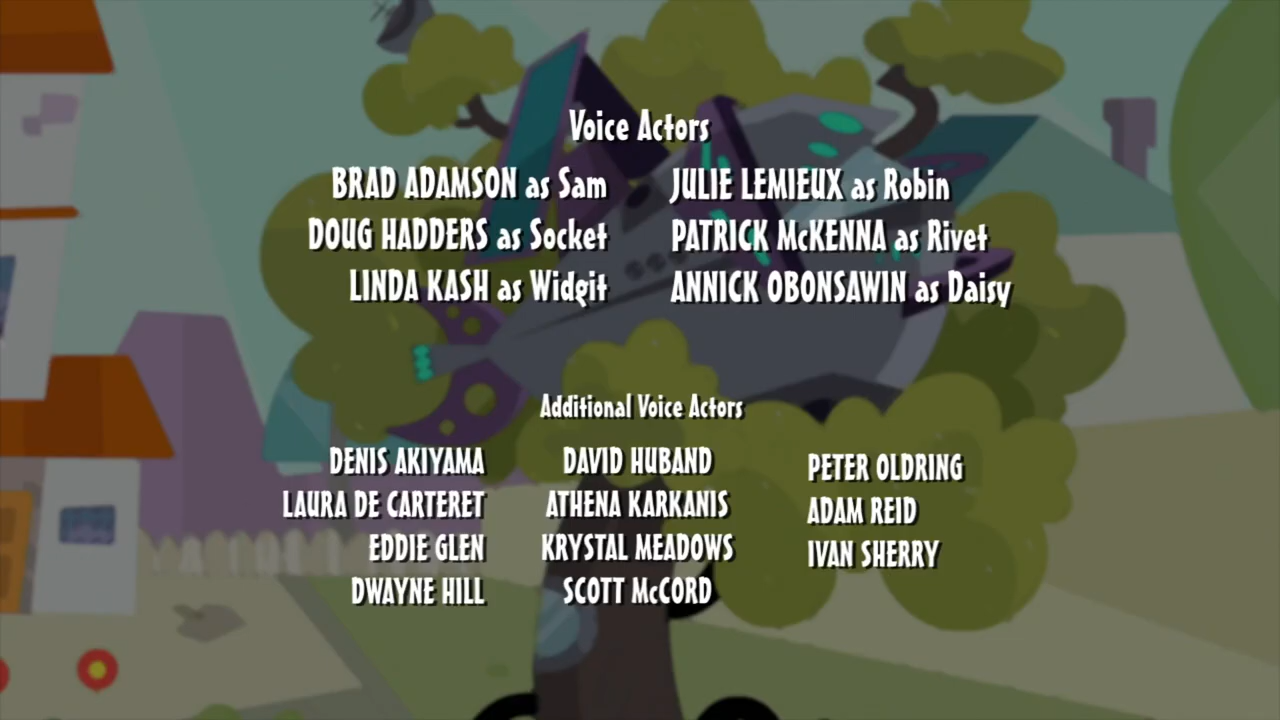 Voice Actors
BRAD ADAMSON as Sam
JULIE LEMIEUX as Robin
DOUG HADDERS as Socket
PATRICK McKENNA as Rivet
LINDA KASH as Widgit
ANNICK OBONSAWIN as Daisy
Additional Voice Actors
DENIS AKIYAMA
LAURA DE CARTERET
EDDIE GLEN
DWAYNE HILL
DAVID HUBAND
ATHENA KARKANIS
KRYSTAL MEADOWS
SCOTT McCORD
PETER OLDRING
ADAM REID
IVAN SHERRY